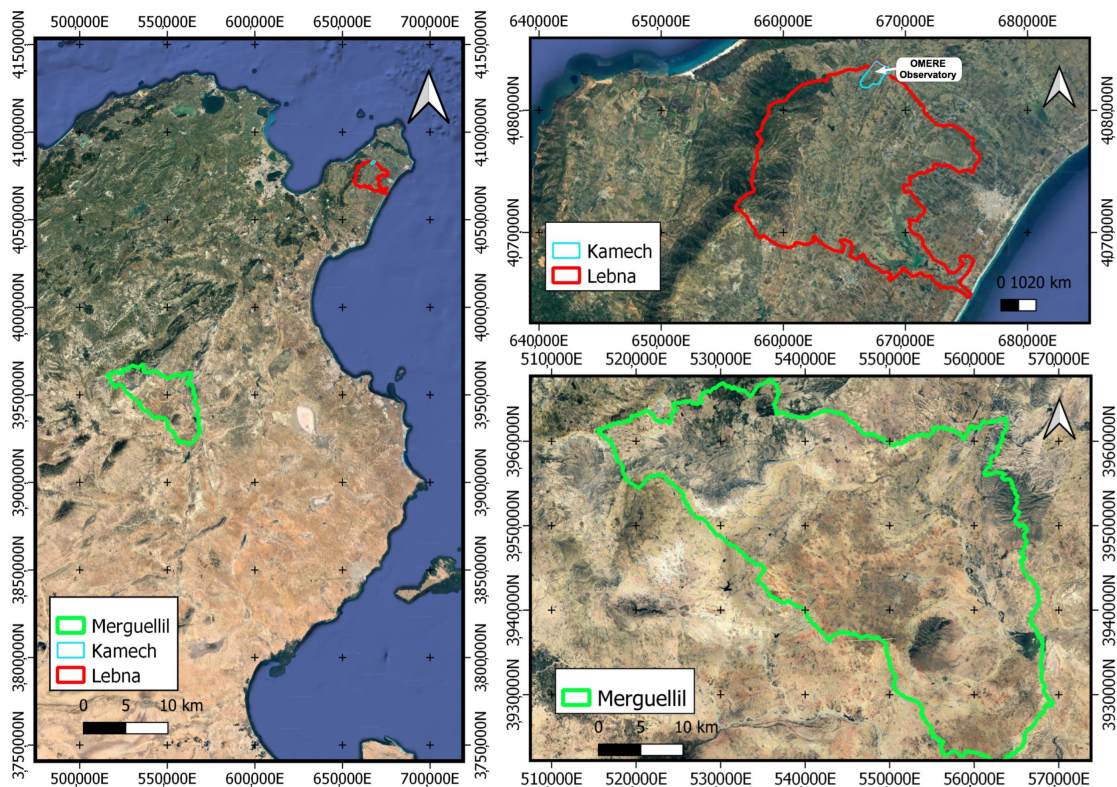 500000E 550000E 600000E 650000E 700000E
4150000N
4100000N
4050000N
4000000N
3950000N
3900000N
3850000N
3800000N
3750000N
4150000N
4100000N
4050000N
4000000N
3950000N
3900000N
3850000N
3800000N
3750000N
Merguellil
Kamech
Lebna
0 5 10 km
500000E 550000E 600000E 650000E 700000E
640000E 650000E 660000E 670000E 680000E
4080000N
4070000N
4080000N
4070000N
OMERE
Observatory
Kamech
Lebna
0 1020 km
640000E 650000E 660000E 670000E 680000E
510000E 520000E 530000E 540000E 550000E 560000E 570000E
3960000N
3950000N
3940000N
3930000N
3960000N
3950000N
3940000N
3930000N
Merguellil
0 5 10 km
510000E 520000E 530000E 540000E 550000E 560000E 570000E